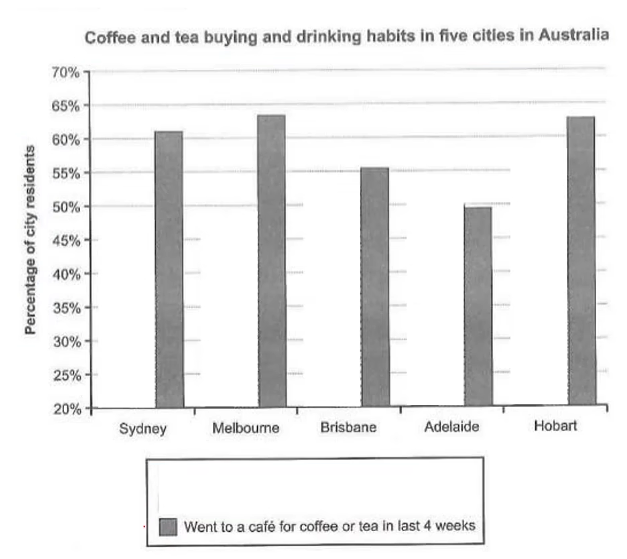 Coffee and tea buying and drinking habits in five cities in Australia
Percentage of city residents
70%
65%
60%
55%
50%
45%
40%
35%
30%
25%
20%
Sydney Melbourne Brisbane Adelaide Hobart
Went to a café for coffee or tea in last 4 weeks